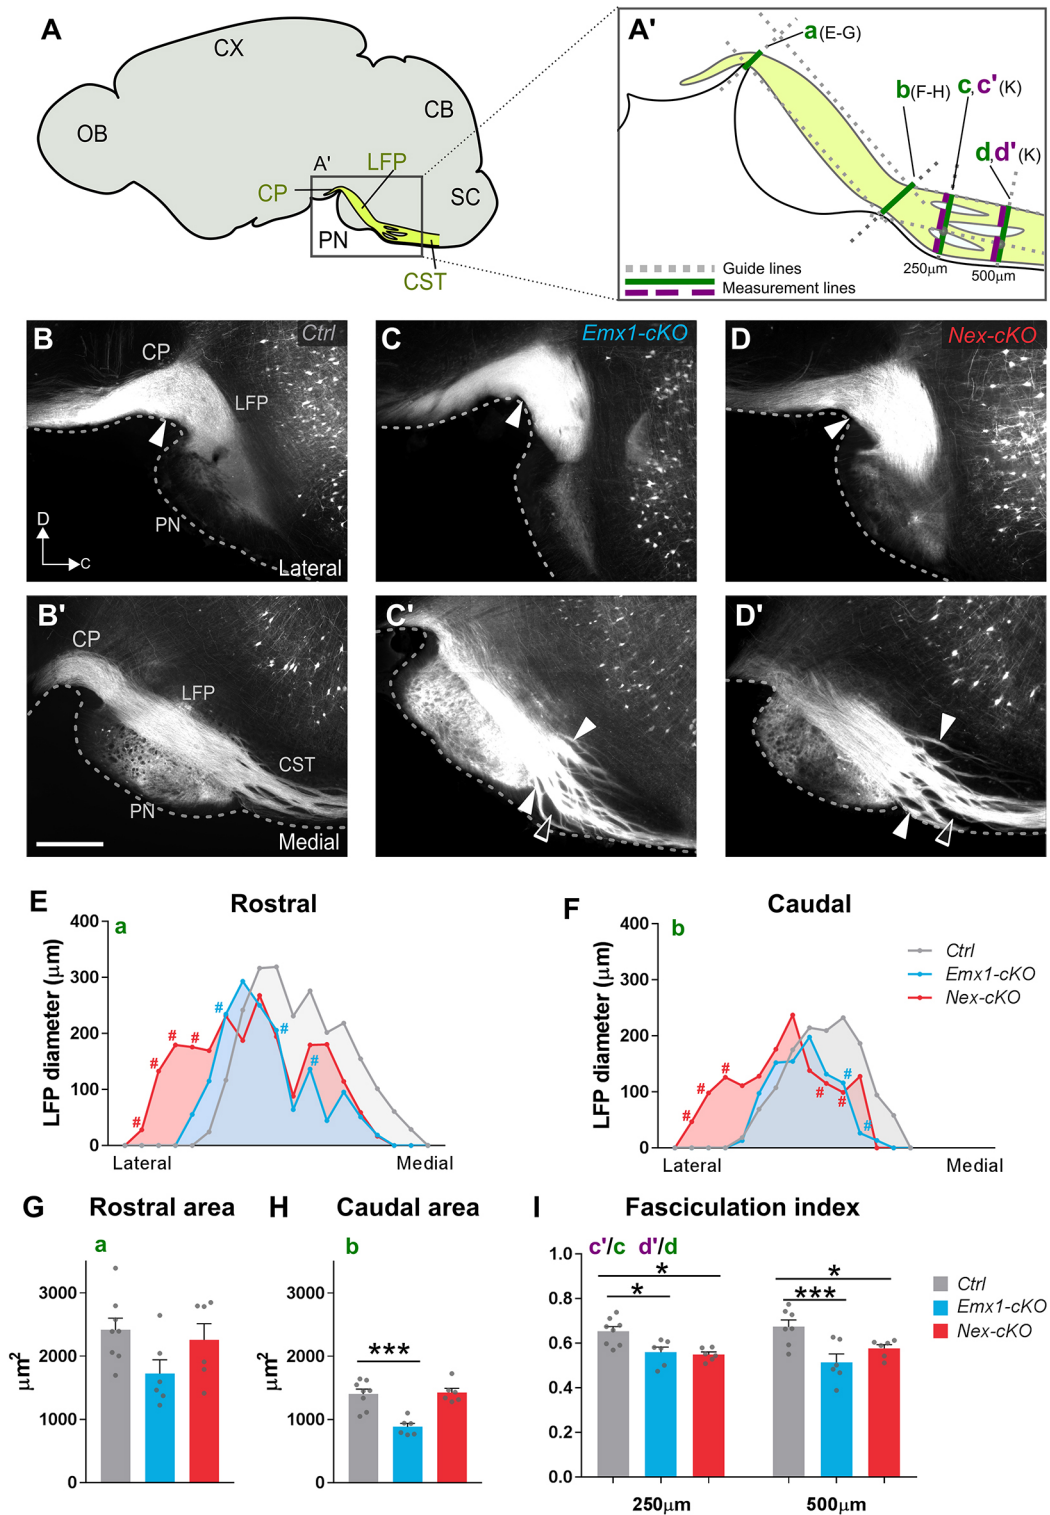 A
CX
OB
CB
LFP
A'
CP
SC
PN
CST
A'
a(E-G)
b(F-H)
c,c'(K)
d,d'(K)
250μm
500μm
Guide lines
Measurement lines
B
Ctrl
CP
LFP
PN
D
C
Lateral
C
Emx1-cKO
D
Nex-cKO
B'
CP
LFP
CST
PN
Medial
C'
D'
E
Rostral
a
LFP diameter (μm)
400
300
200
100
0
# # # # # # #
Lateral
Medial
F
Caudal
b
LFP diameter (μm)
400
300
200
100
0
# # # # # # #
Lateral
Medial
Ctrl
Emx1-cKO
Nex-cKO
G
Rostral area
a
μm²
3000
2000
1000
0
H
Caudal area
b
μm²
3000
2000
1000
0
***
I
Fasciculation index
c'/c d'/d
1.0
0.8
0.6
0.4
0.2
0.0
*
*
*
***
250μm
500μm
Ctrl
Emx1-cKO
Nex-cKO